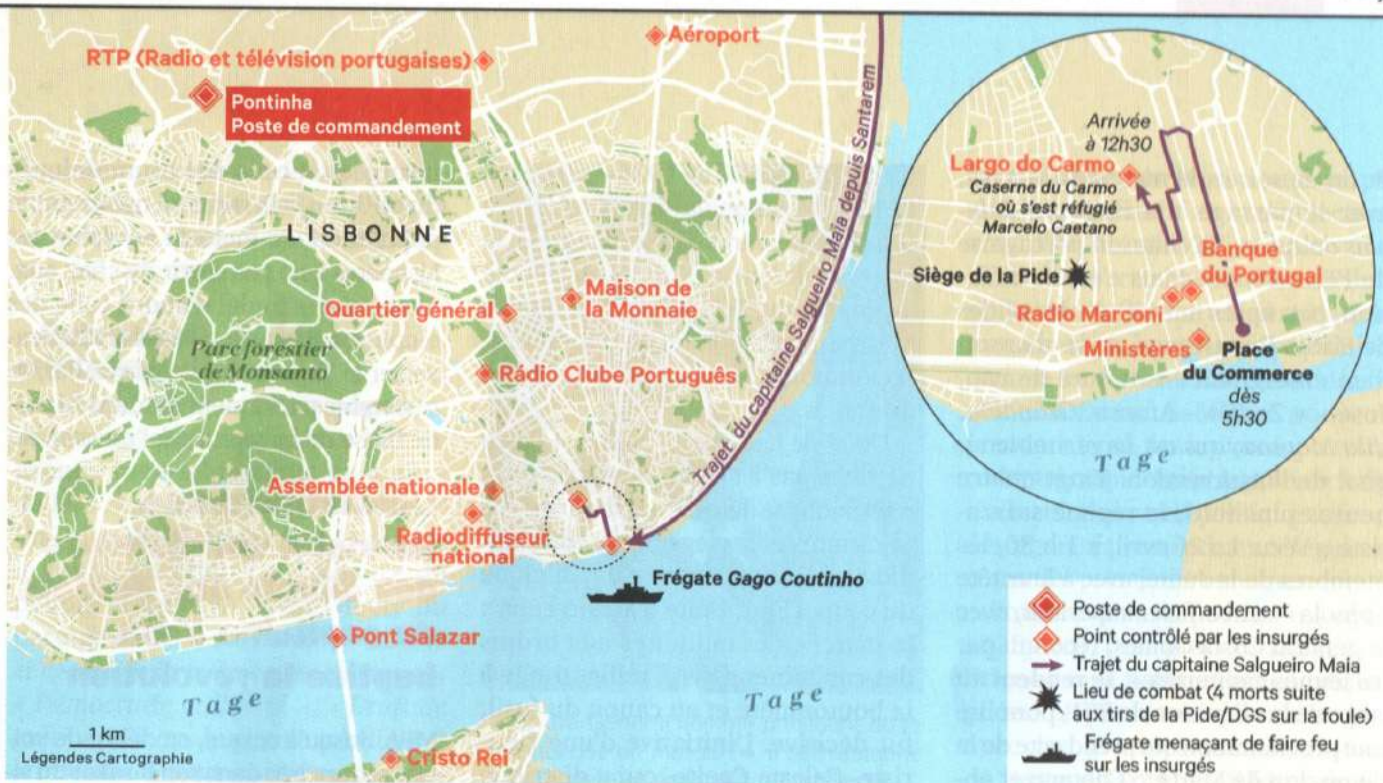 RTP (Radio et télévision portugaises)
Pontinha
Poste de commandement
Aéroport
LISBONNE
Quartier général
Maison de
la Monnaie
Parc forestier
de Monsanto
Rádio Clube Português
Trajet du capitaine Salgueiro Maia depuis Santarem
Assemblée nationale
Radiodiffuseur
national
Frégate Gago Coutinho
Pont Salazar
Tage
Tage
1 km
Légendes Cartographie
Cristo Rei
Arrivée
à 12h30
Largo do Carmo
Caserne du Carmo
où s'est réfugié
Marcelo Caetano
Siège de la Pide
Banque
du Portugal
Radio Marconi
Ministères
Place
du Commerce
dès
5h30
Tage
Poste de commandement
Point contrôlé par les insurgés
Trajet du capitaine Salgueiro Maia
Lieu de combat (4 morts suite
aux tirs de la Pide/DGS sur la foule)
Frégate menaçant de faire feu
sur les insurgés